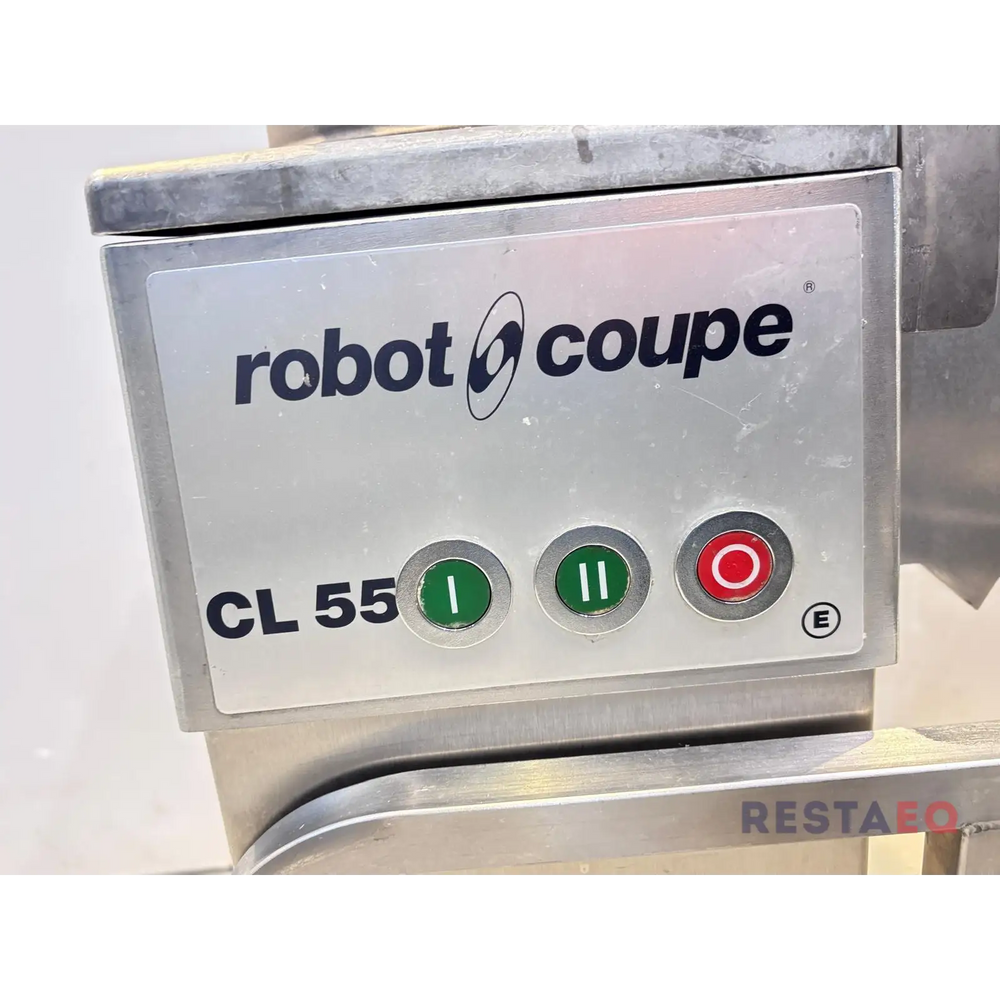 robot coupe ®
CL 55 I II O
E
RESTAEQ